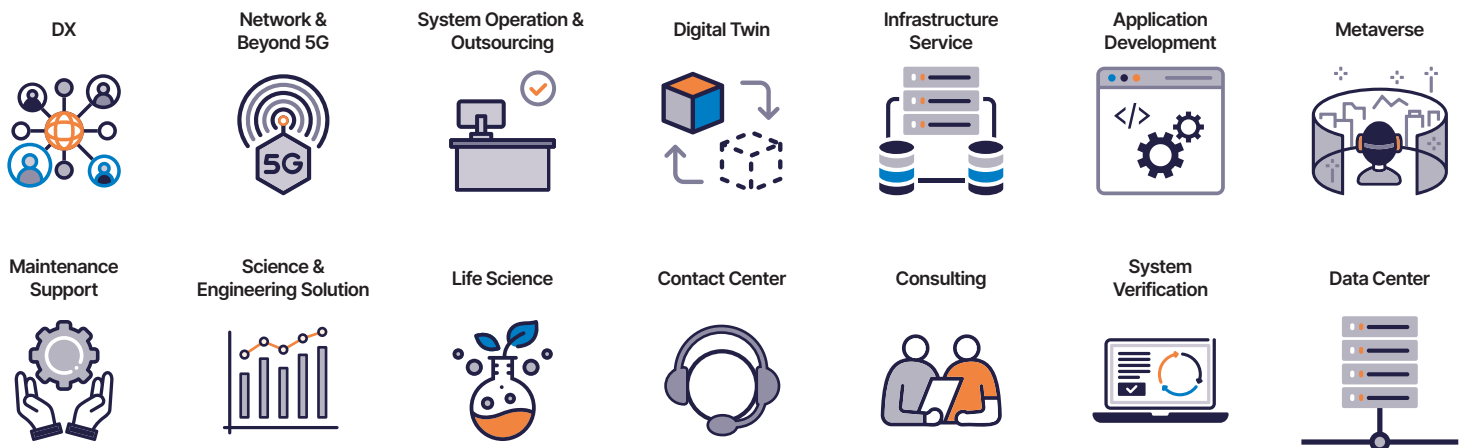 DX
Network &
Beyond 5G
System Operation &
Outsourcing
Digital Twin
Infrastructure
Service
Application
Development
Metaverse
5G
</>
Maintenance
Support
Science &
Engineering Solution
Life Science
Contact Center
Consulting
System
Verification
Data Center